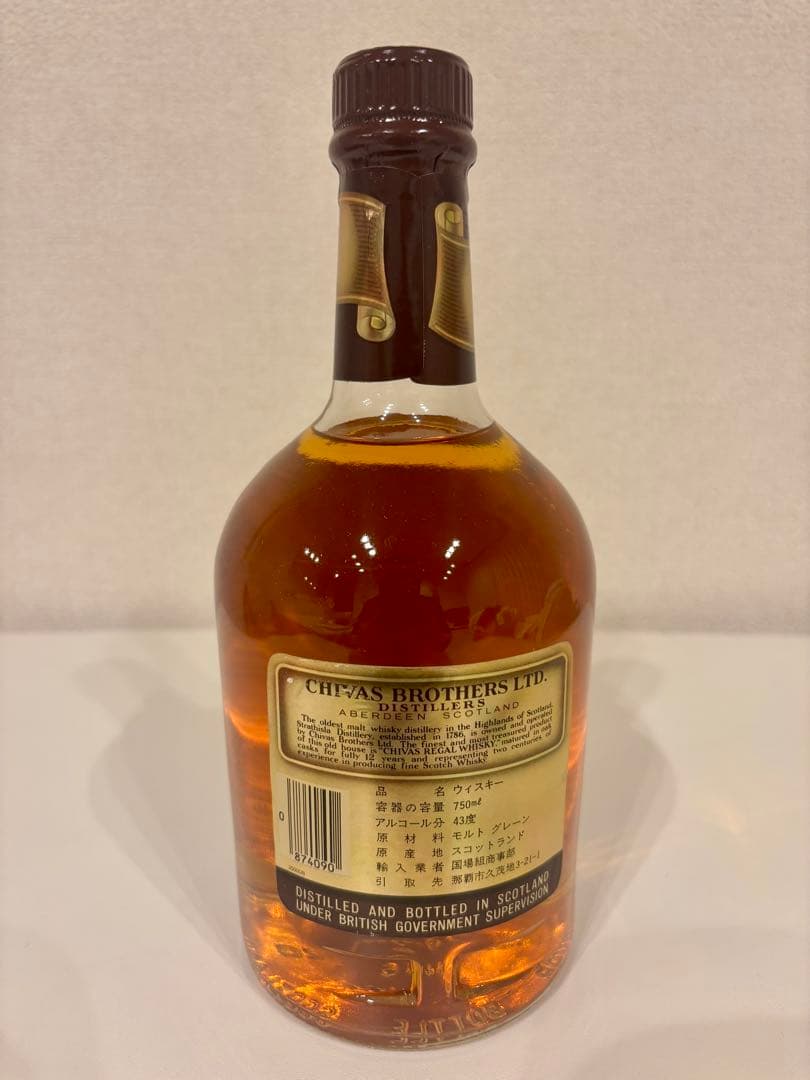 CHIVAS BROTHERS LTD.
DISTILLERS
ABERDEEN SCOTLAND
The oldest malt whisky distillery in the Highlands of Scotland,
Strathisla Distillery, established in 1786, is owned and operated
by Chivas Brothers Ltd. The finest and most treasured product
of this old house is "CHIVAS REGAL WHISKY," matured in oak
casks for fully 12 years and representing two centuries of
experience in producing fine Scotch Whisky
品名 ウィスキー
容器の容量 750mℓ
アルコール分 43度
原材料 モルト グレーン
原産地 スコットランド
輸入業者 国場組商事部
引取先 那覇市久茂地3-21-1
0
874090
DISTILLED AND BOTTLED IN SCOTLAND
UNDER BRITISH GOVERNMENT SUPERVISION
BOTTLE